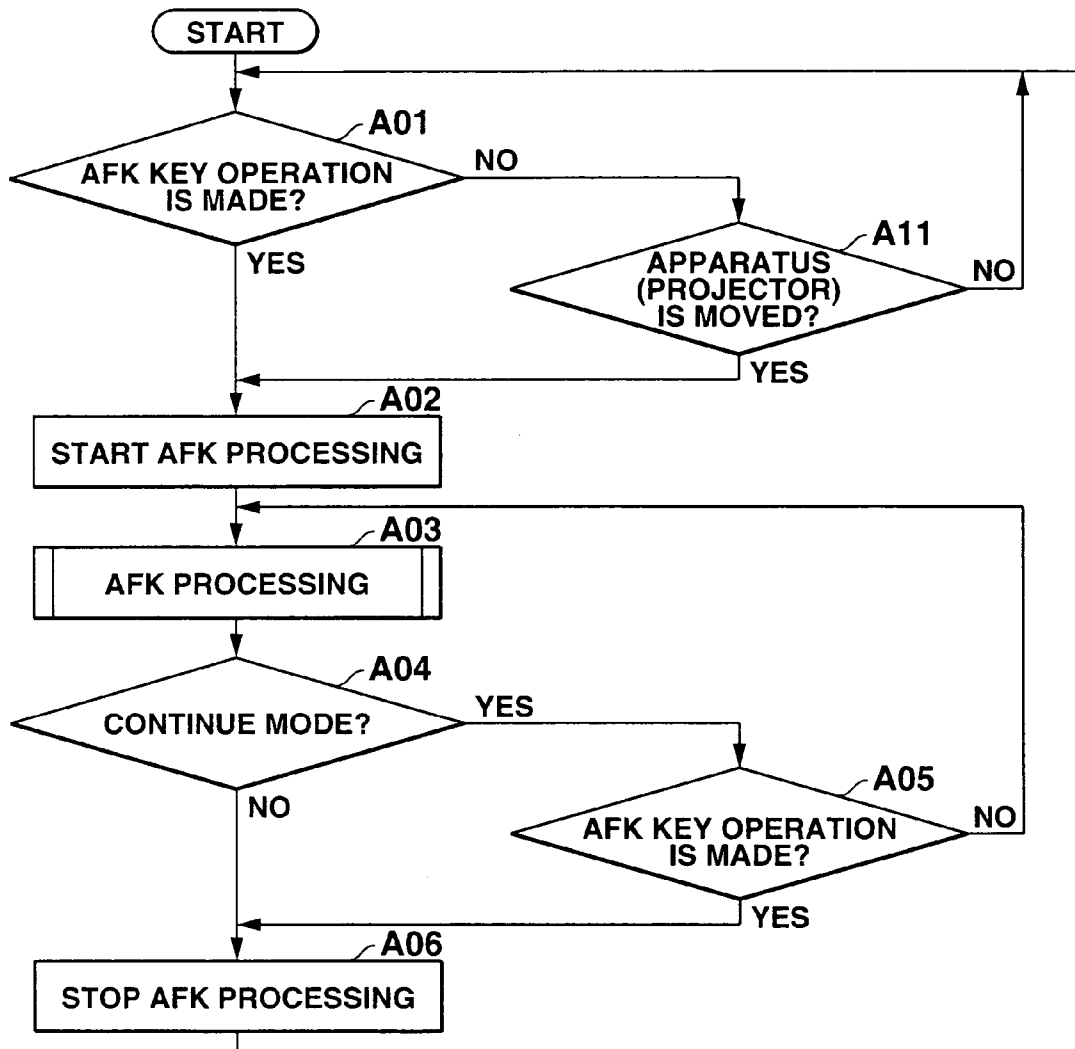 START
A01
AFK KEY OPERATION
IS MADE?
NO
YES
A11
APPARATUS
(PROJECTOR)
IS MOVED?
NO
YES
A02
START AFK PROCESSING
A03
AFK PROCESSING
A04
CONTINUE MODE?
YES
NO
A05
AFK KEY OPERATION
IS MADE?
NO
YES
A06
STOP AFK PROCESSING